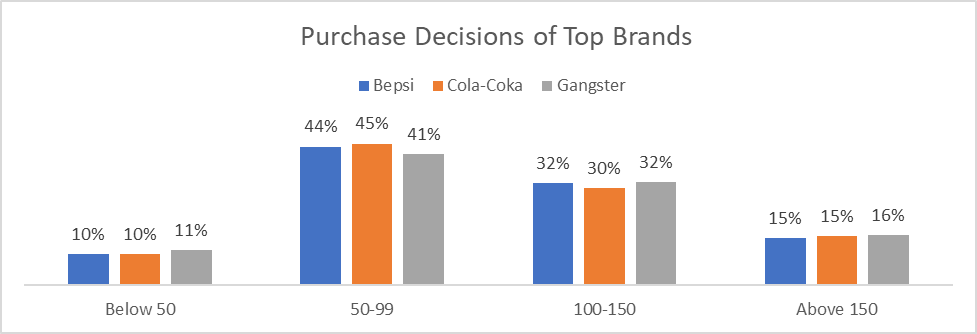 Purchase Decisions of Top Brands
Bepsi Cola-Coka Gangster
44% 45% 41%
32% 30% 32%
15% 15% 16%
10% 10% 11%
Below 50 50-99 100-150 Above 150